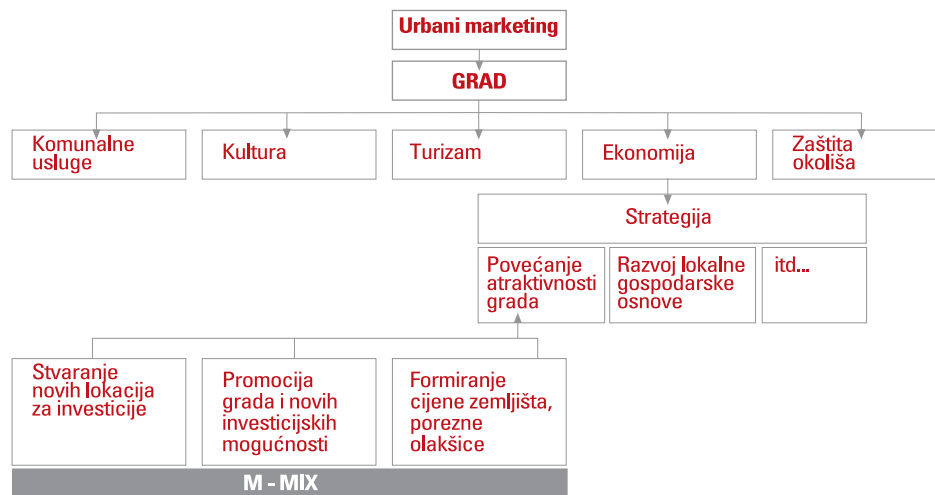 Urbani marketing
GRAD
Komunalne
usluge
Kultura
Turizam
Ekonomija
Zaštita
okoliša
Strategija
Povećanje
atraktivnosti
grada
Razvoj lokalne
gospodarske
osnove
itd...
Stvaranje
novih lokacija
za investicije
Promocija
grada i novih
investicijskih
mogućnosti
Formiranje
cijene zemljišta,
porezne
olakšice
M - MIX